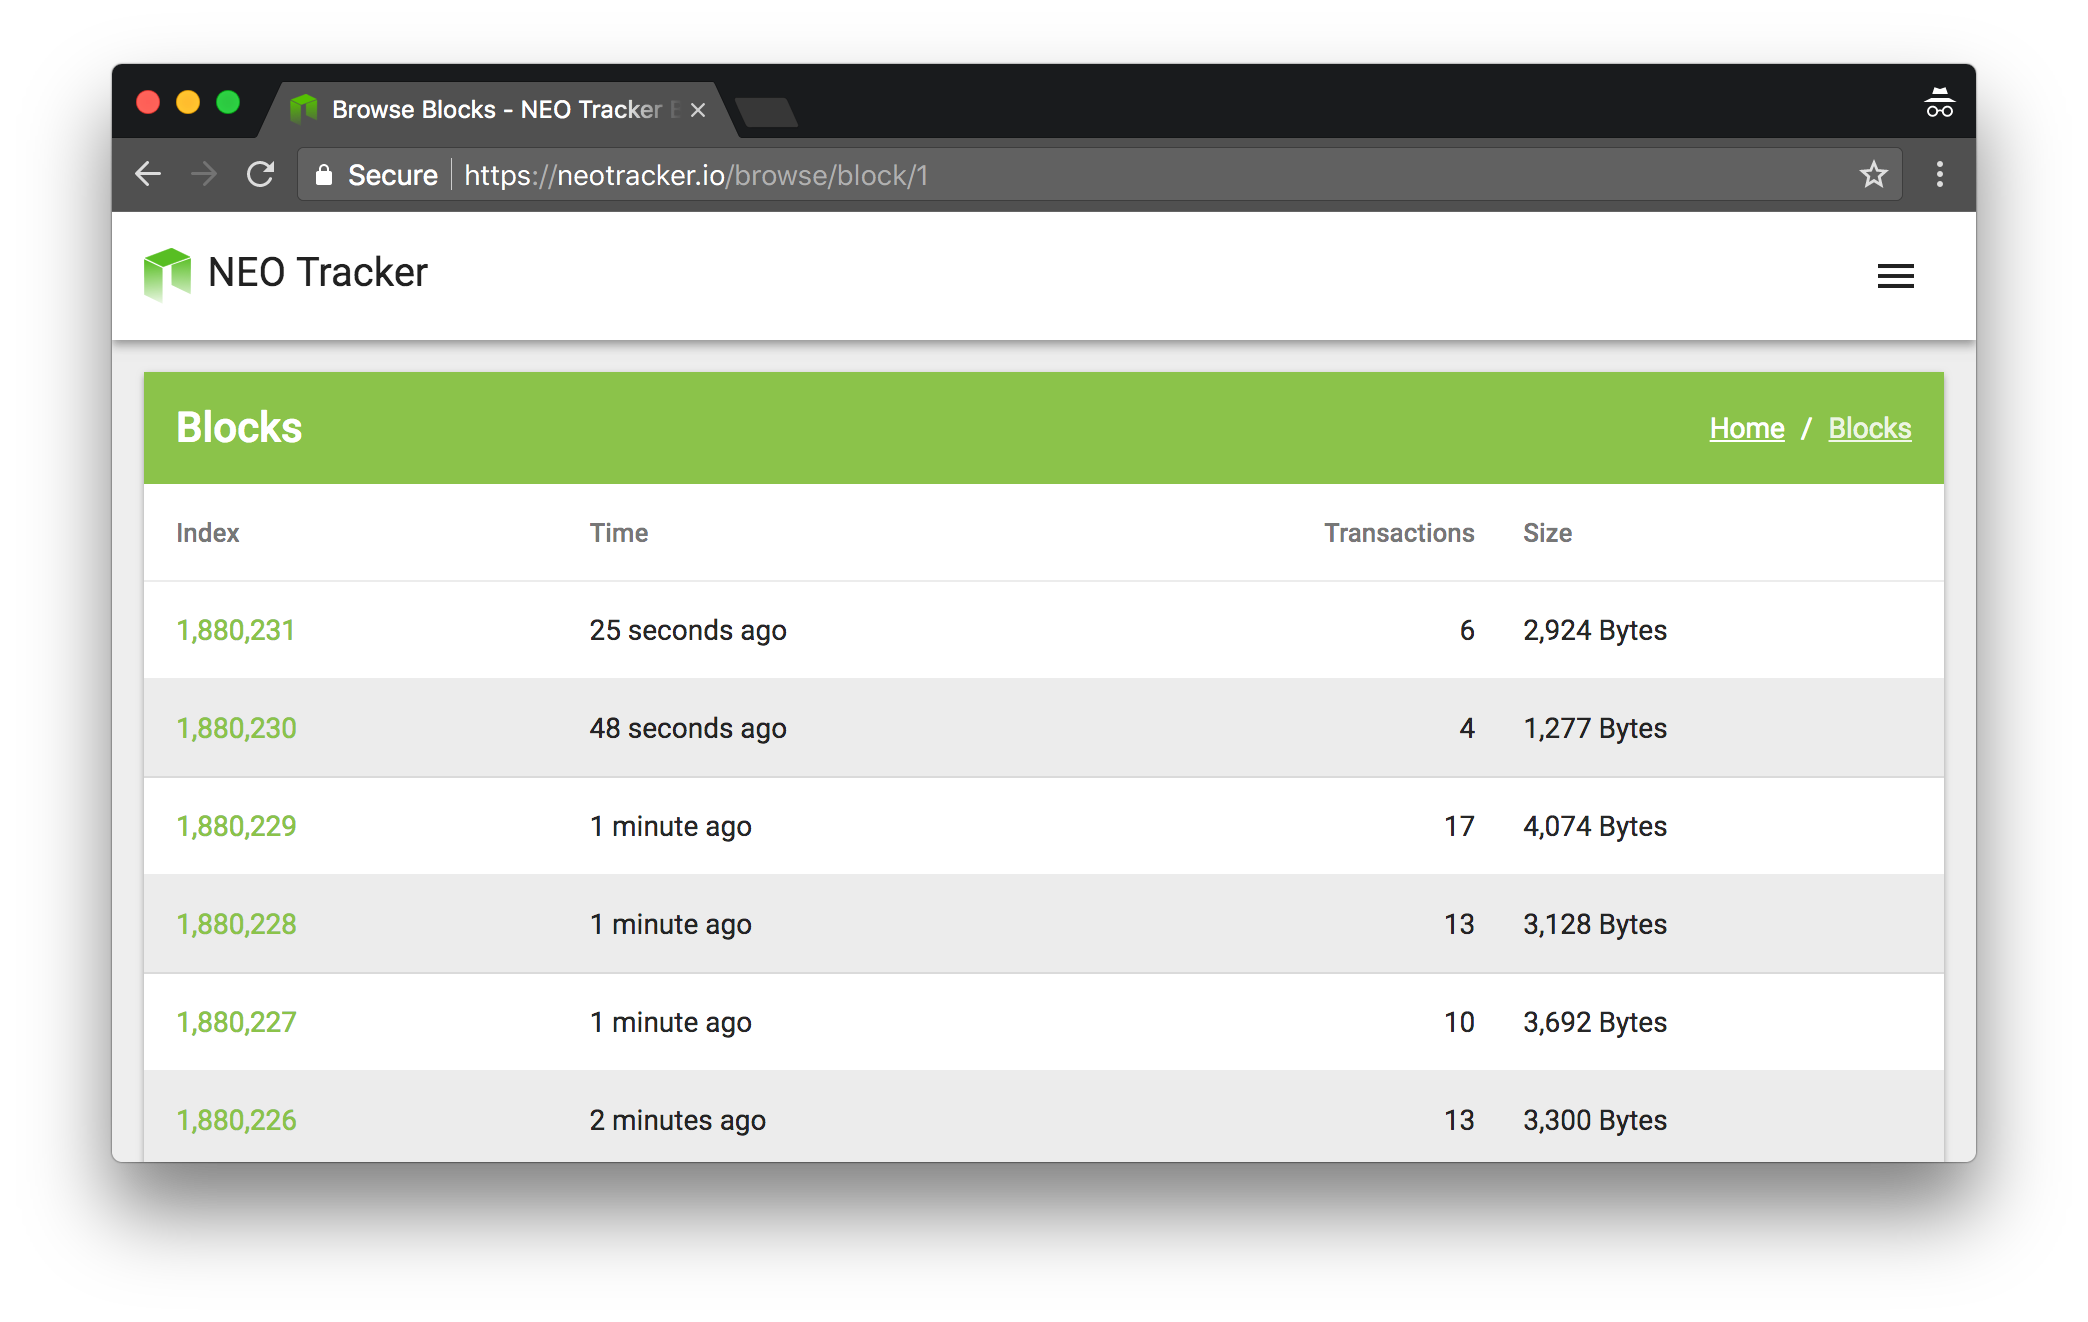 Browse Blocks - NEO Tracker
Secure https://neotracker.io/browse/block/1
NEO Tracker
Blocks Home / Blocks
Index Time Transactions Size
1,880,231 25 seconds ago 6 2,924 Bytes
1,880,230 48 seconds ago 4 1,277 Bytes
1,880,229 1 minute ago 17 4,074 Bytes
1,880,228 1 minute ago 13 3,128 Bytes
1,880,227 1 minute ago 10 3,692 Bytes
1,880,226 2 minutes ago 13 3,300 Bytes